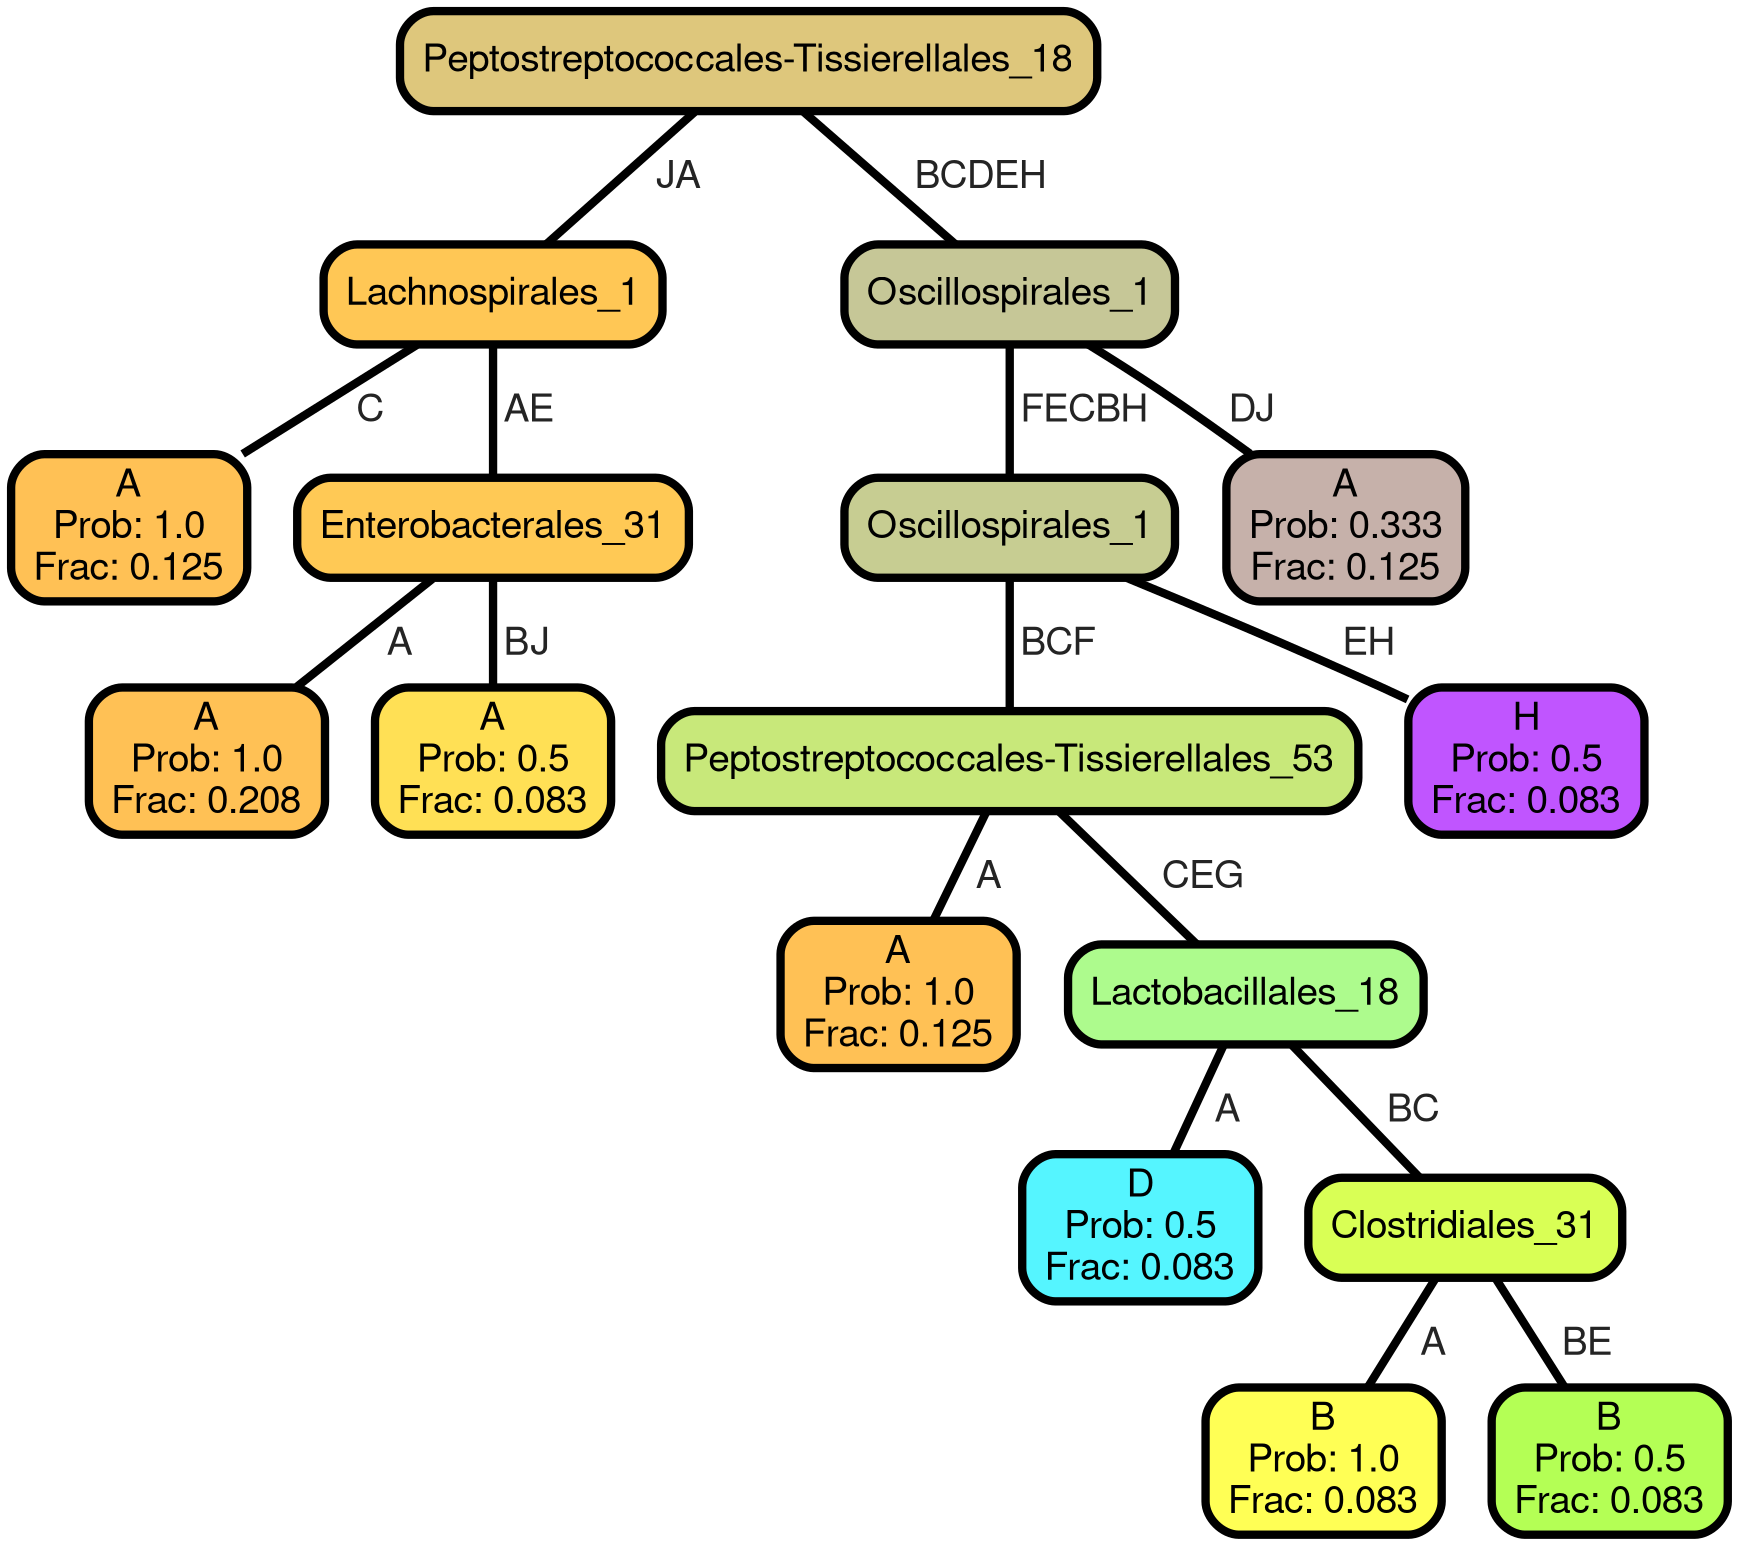 Peptostreptococcales-Tissierellales_18
JA
BCDEH
Lachnospirales_1
Oscillospirales_1
C
AE
FECBH
DJ
A
Prob: 1.0
Frac: 0.125
Enterobacterales_31
Oscillospirales_1
A
Prob: 0.333
Frac: 0.125
A
BJ
BCF
EH
A
Prob: 1.0
Frac: 0.208
A
Prob: 0.5
Frac: 0.083
Peptostreptococcales-Tissierellales_53
H
Prob: 0.5
Frac: 0.083
A
CEG
A
Prob: 1.0
Frac: 0.125
Lactobacillales_18
A
BC
D
Prob: 0.5
Frac: 0.083
Clostridiales_31
A
BE
B
Prob: 1.0
Frac: 0.083
B
Prob: 0.5
Frac: 0.083